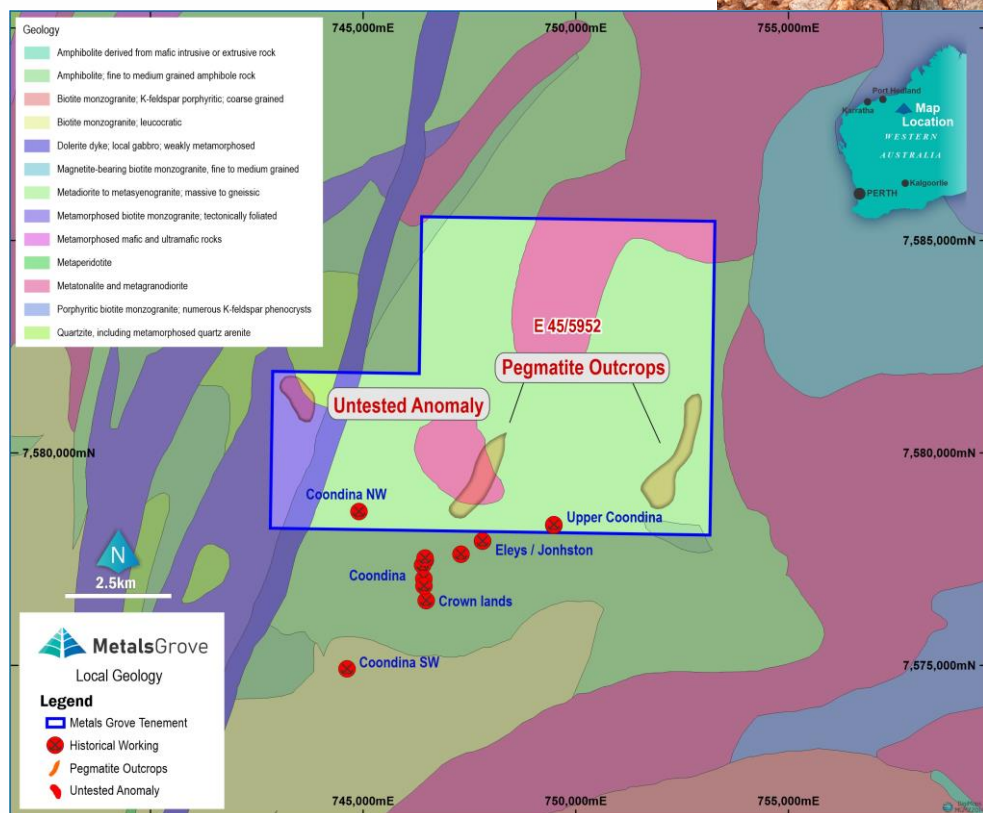 745,000mE
750,000mE
755,000mE
Geology
Amphibolite derived from mafic intrusive or extrusive rock
Amphibolite; fine to medium grained amphibole rock
Biotite monzogranite; K-feldspar porphyritic; coarse grained
Biotite monzogranite; leucocratic
Dolerite dyke; local gabbro; weakly metamorphosed
Magnetite-bearing biotite monzogranite, fine to medium grained
Metadiorite to metasyenogranite; massive to gneissic
Metamorphosed biotite monzogranite; tectonically foliated
Metamorphosed mafic and ultramafic rocks
Metaperidotite
Metatonalite and metagranodiorite
Porphyritic biotite monzogranite; numerous K-feldspar phenocrysts
Quartzite, including metamorphosed quartz arenite
Port Hedland
Karratha
Map
Location
WESTERN
AUSTRALIA
Kalgoorlie
PERTH
7,585,000mN
E 45/5952
Pegmatite Outcrops
Untested Anomaly
7,580,000mN
7,580,000mN
Coondina NW
Upper Coondina
Eleys / Jonhston
Coondina
Crown lands
Coondina SW
N
2.5km
7,575,000mN
MetalsGrove
Local Geology
Legend
Metals Grove Tenement
Historical Working
Pegmatite Outcrops
Untested Anomaly
745,000mE
750,000mE
755,000mE